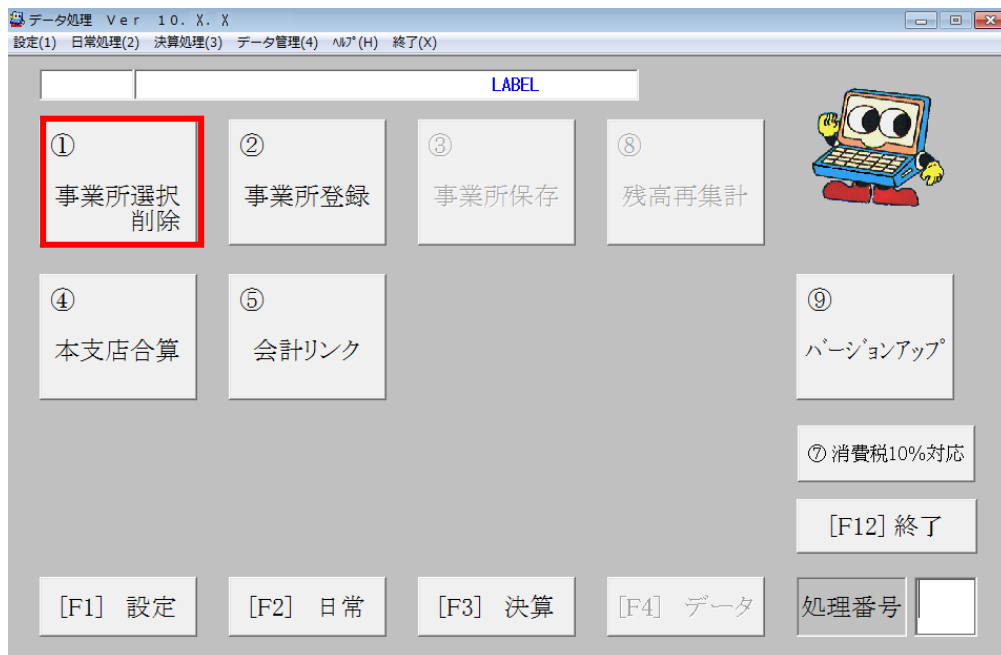 データ処理 Ver 10.X.X
設定(1) 日常処理(2) 決算処理(3) データ管理(4) ﾍﾙﾌﾟ(H) 終了(X)
LABEL
① ② ③ ⑧
事業所選択 削除
事業所登録
事業所保存
残高再集計
④ ⑤ ⑨
本支店合算
会計リンク
ﾊﾞｰｼﾞｮﾝｱｯﾌﾟ
⑦消費税10%対応
[F12] 終了
[F1] 設定 [F2] 日常 [F3] 決算 [F4] データ 処理番号